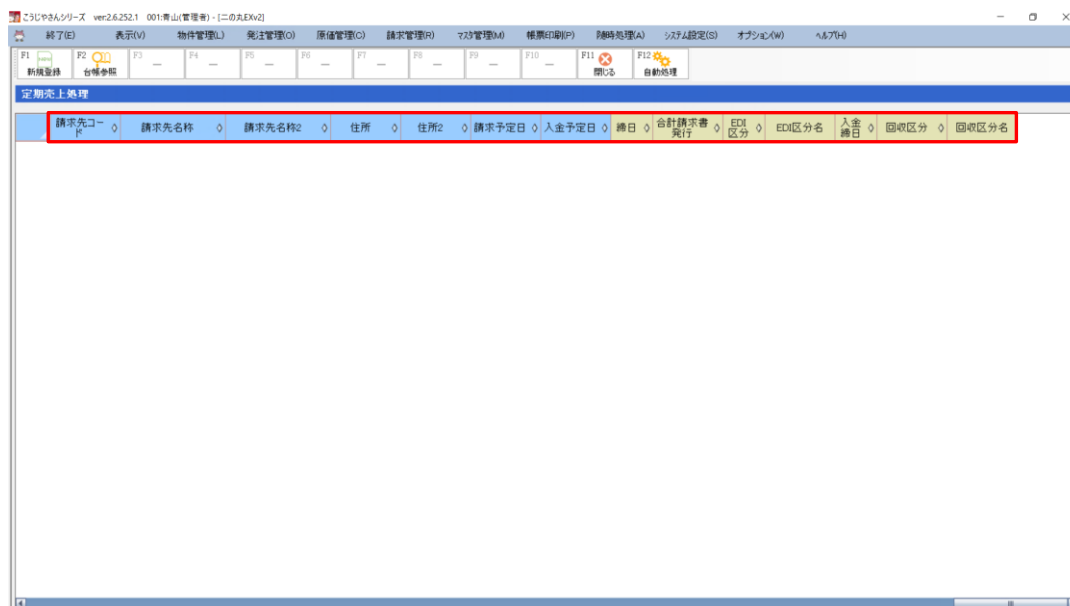 こうじやさんシリーズ ver:2.6.252.1 001:青山(管理者) - [二の丸EXv2]
終了(E) 表示(V) 物件管理(L) 発注管理(O) 原価管理(C) 請求管理(R) マスタ管理(M) 帳票印刷(P) 随時処理(A) システム設定(S) オプション(W) ヘルプ(H)
F1 F2 F3 F4 F5 F6 F7 F8 F9 F10 F11 F12
新規登録 台帳参照 閉じる 自動処理
定期売上処理
請求先コード 請求先名称 請求先名称2 住所 住所2 請求予定日 入金予定日 締日 合計請求書発行 EDI区分 EDI区分名 入金締日 回収区分 回収区分名